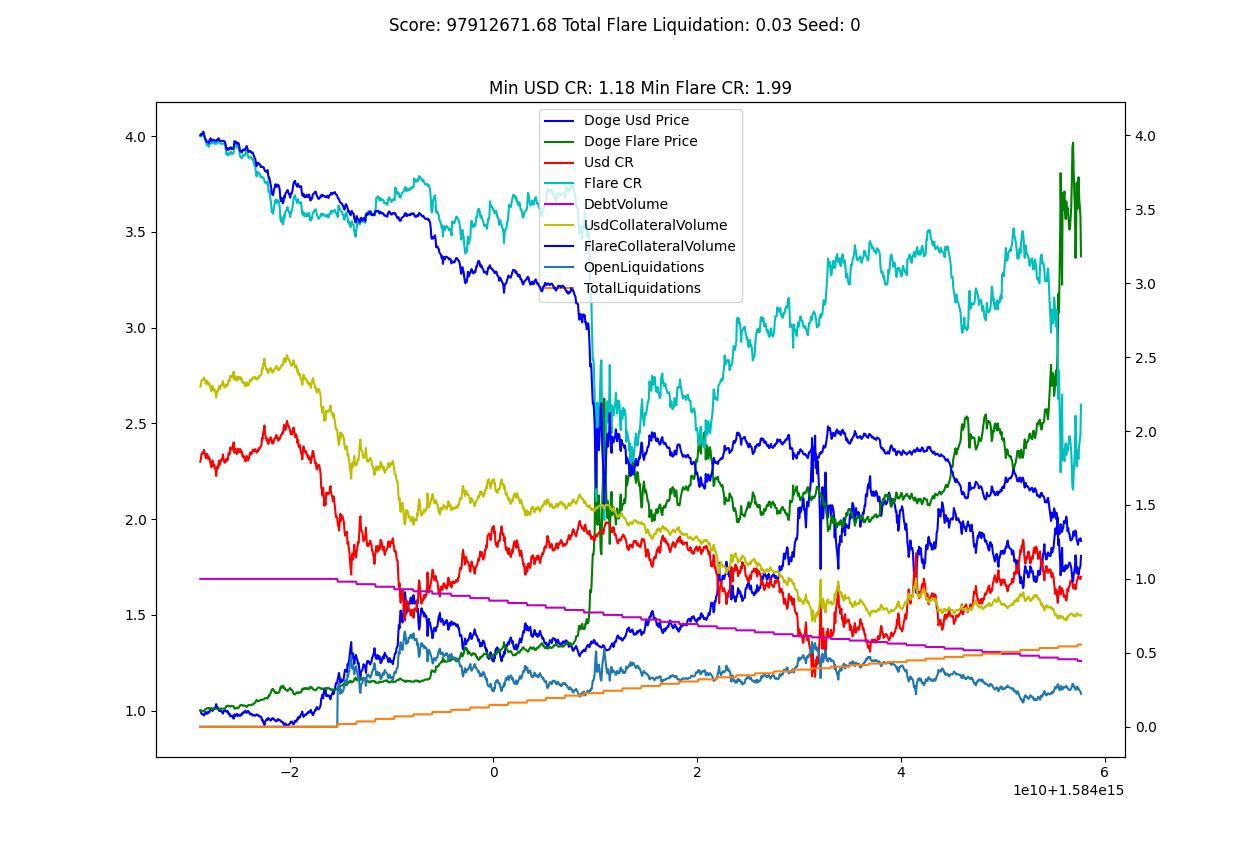 Score: 97912671.68 Total Flare Liquidation: 0.03 Seed: 0
Min USD CR: 1.18 Min Flare CR: 1.99
Doge Usd Price
Doge Flare Price
Usd CR
Flare CR
DebtVolume
UsdCollateralVolume
FlareCollateralVolume
OpenLiquidations
TotalLiquidations
4.0
3.5
3.0
2.5
2.0
1.5
1.0
4.0
3.5
3.0
2.5
2.0
1.5
1.0
0.5
0.0
−2
0
2
4
6
1e10+1.584e15